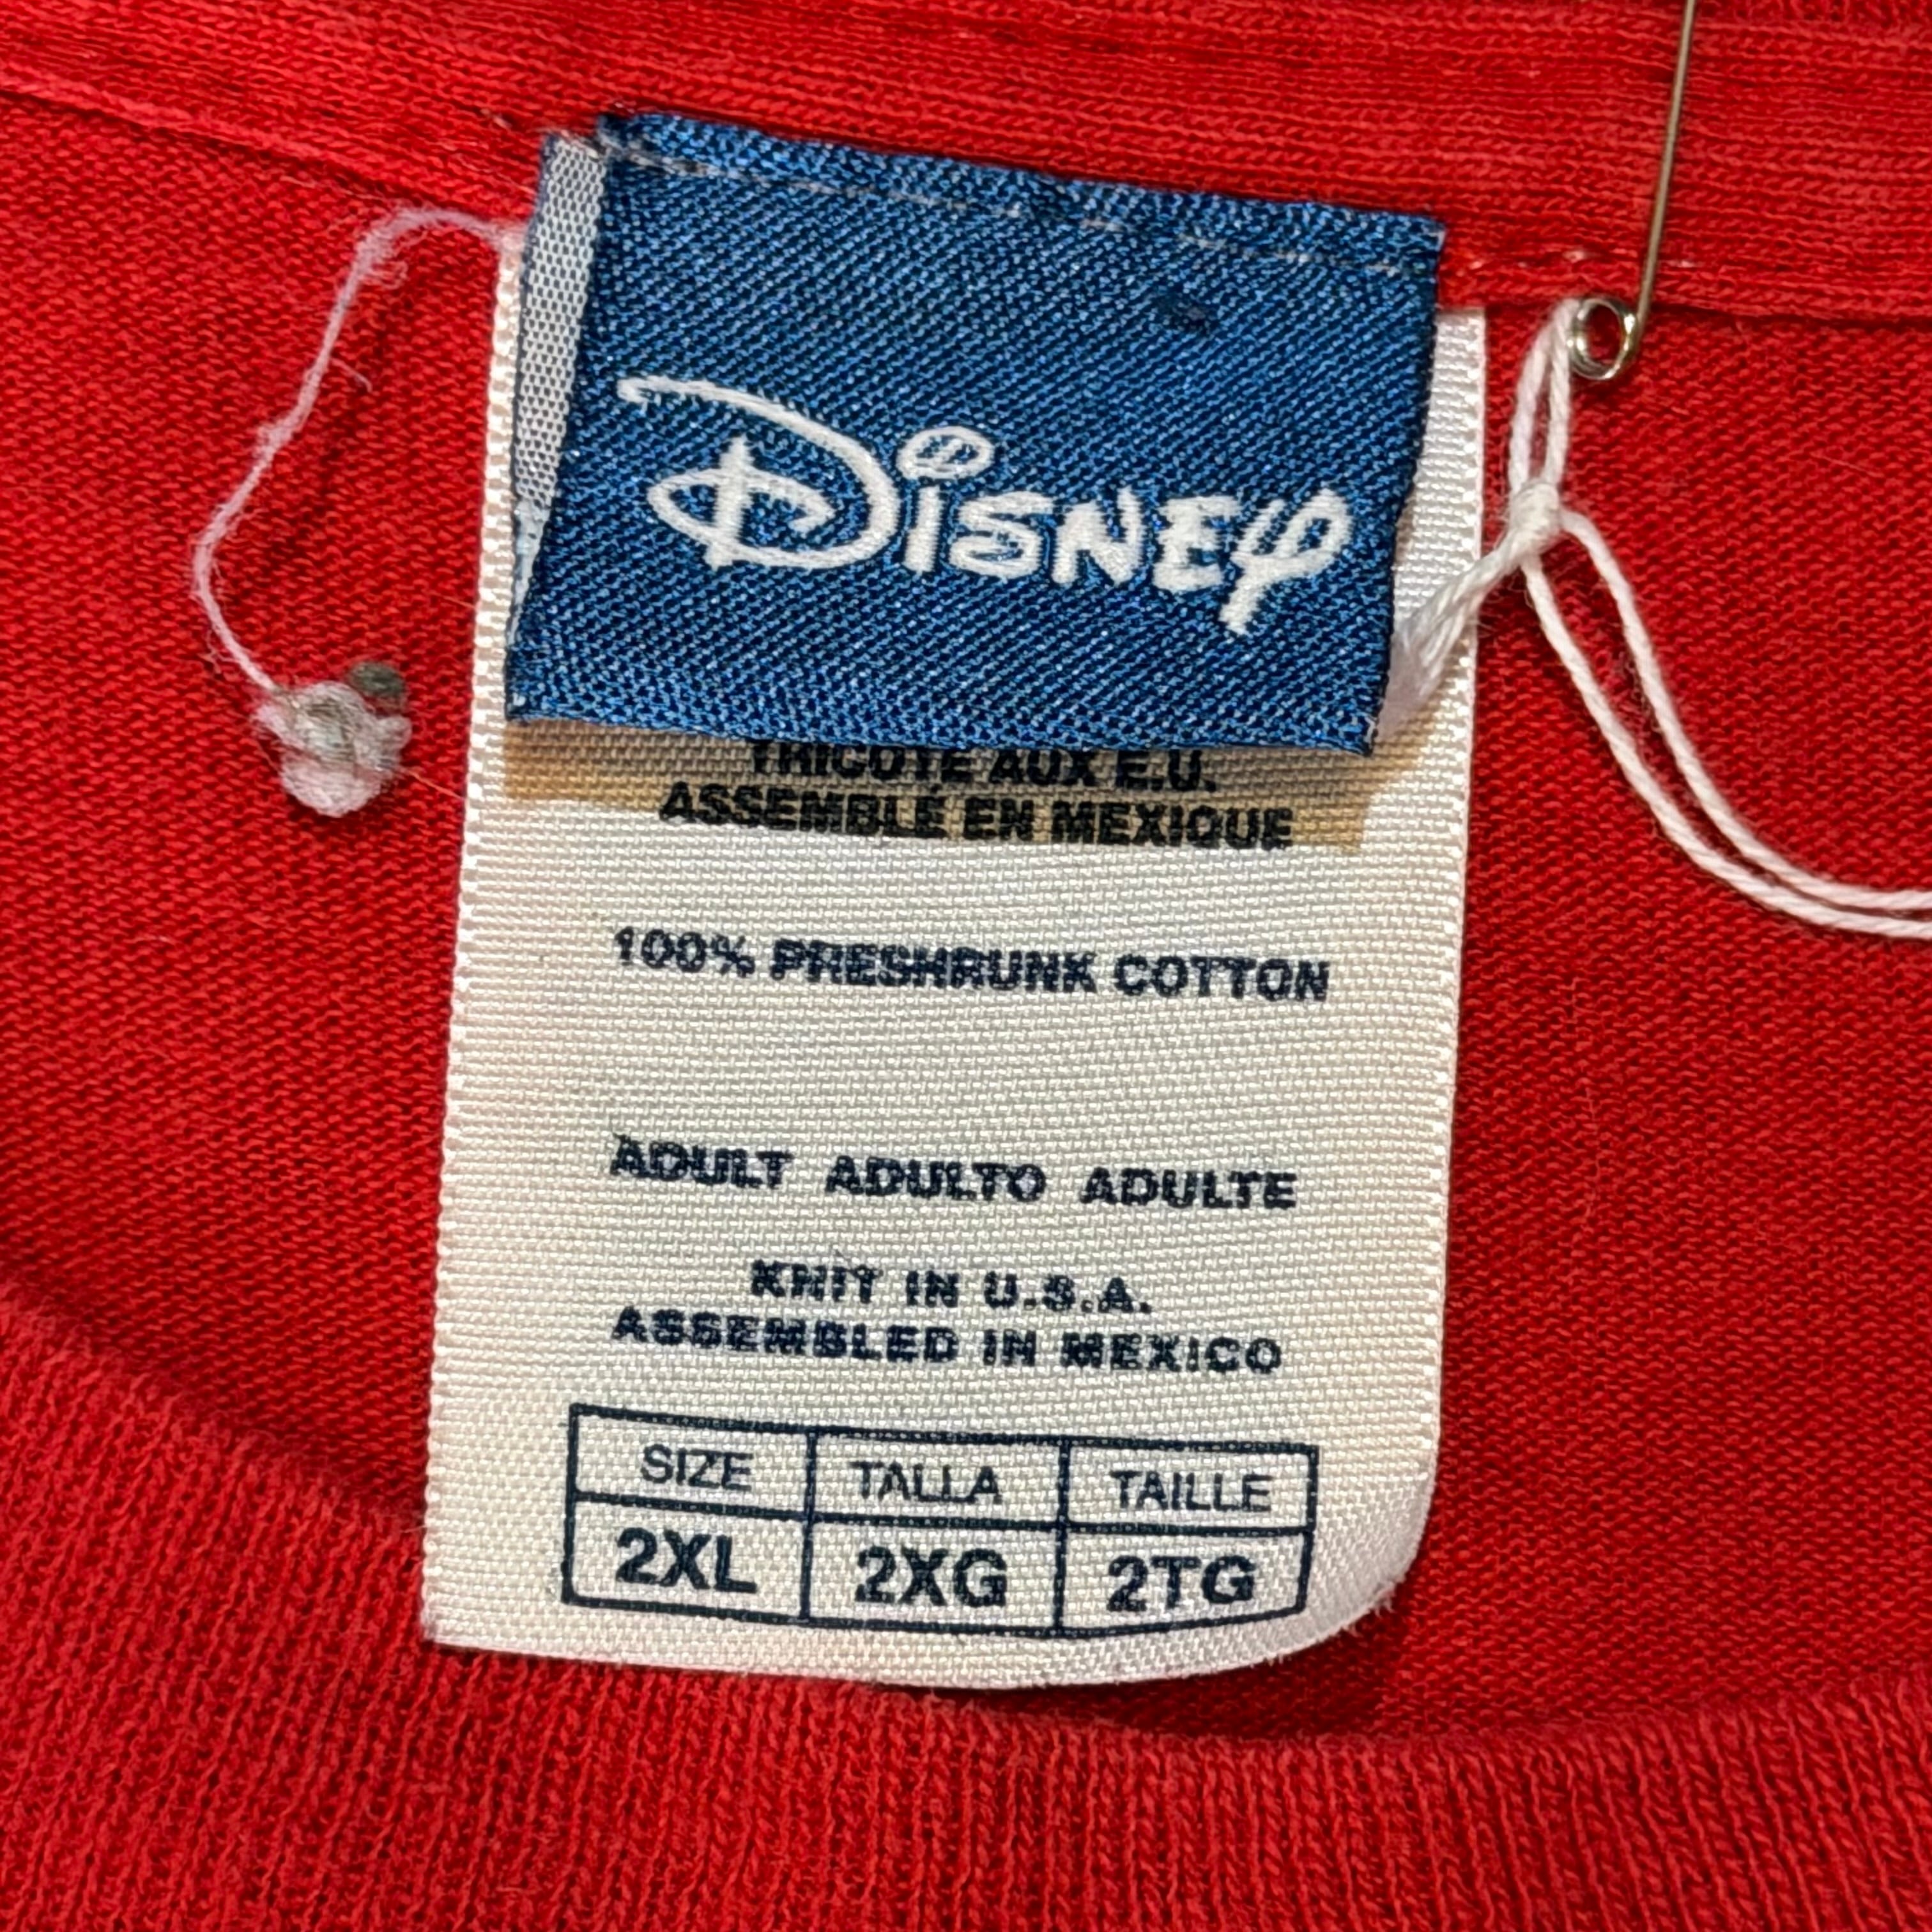 Disney
TRICOTÉ AUX E.U.
ASSEMBLÉ EN MEXIQUE
100% PRESHRUNK COTTON
ADULT ADULTO ADULTE
KNIT IN U.S.A.
ASSEMBLED IN MEXICO
SIZE TALLA TAILLE
2XL 2XG 2TG